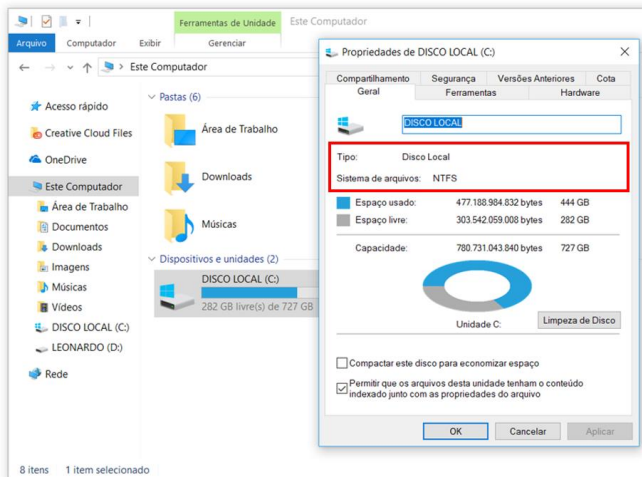 Ferramentas de Unidade
Este Computador
Arquivo
Computador
Exibir
Gerenciar
Este Computador
Acesso rápido
Creative Cloud Files
OneDrive
Este Computador
Área de Trabalho
Documentos
Downloads
Imagens
Músicas
Vídeos
DISCO LOCAL (C:)
LEONARDO (D:)
Rede
Pastas (6)
Área de Trabalho
Downloads
Músicas
Dispositivos e unidades (2)
DISCO LOCAL (C:)
282 GB livre(s) de 727 GB
8 itens 1 item selecionado
Propriedades de DISCO LOCAL (C:)
Compartilhamento Segurança Versões Anteriores Cota
Geral Ferramentas Hardware
DISCO LOCAL
Tipo: Disco Local
Sistema de arquivos: NTFS
Espaço usado: 477.188.984.832 bytes 444 GB
Espaço livre: 303.542.059.008 bytes 282 GB
Capacidade: 780.731.043.840 bytes 727 GB
Unidade C:
Limpeza de Disco
Compactar este disco para economizar espaço
Permitir que os arquivos desta unidade tenham o conteúdo
indexado junto com as propriedades do arquivo
OK Cancelar Aplicar